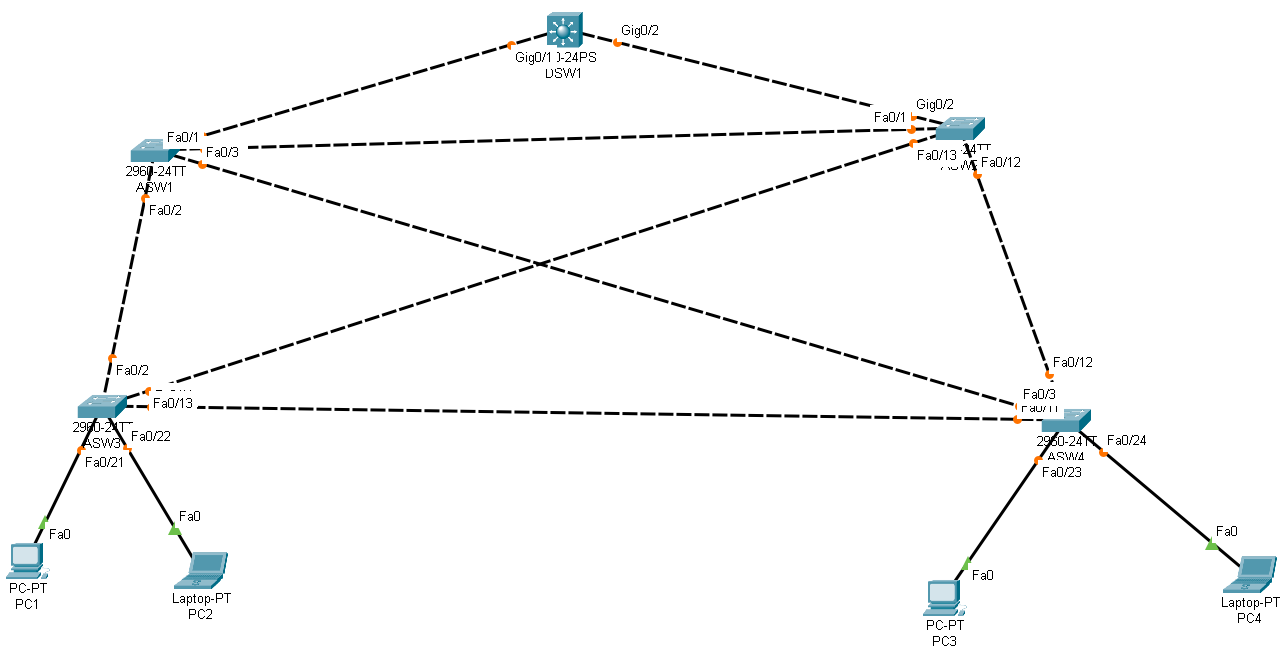 Gig0/2
Gig0/1
-24PS
DSW1
Gig0/2
Fa0/1
Fa0/1
Fa0/3
Fa0/13
Fa0/12
2960-24TT
ASW1
Fa0/2
Fa0/12
Fa0/2
Fa0/3
Fa0/13
Fa0/11
2960-24TT
ASW3
Fa0/22
Fa0/21
2960-24TT
ASW4
Fa0/24
Fa0/23
Fa0
Fa0
Fa0
Fa0
PC-PT
PC1
Laptop-PT
PC2
PC-PT
PC3
Laptop-PT
PC4